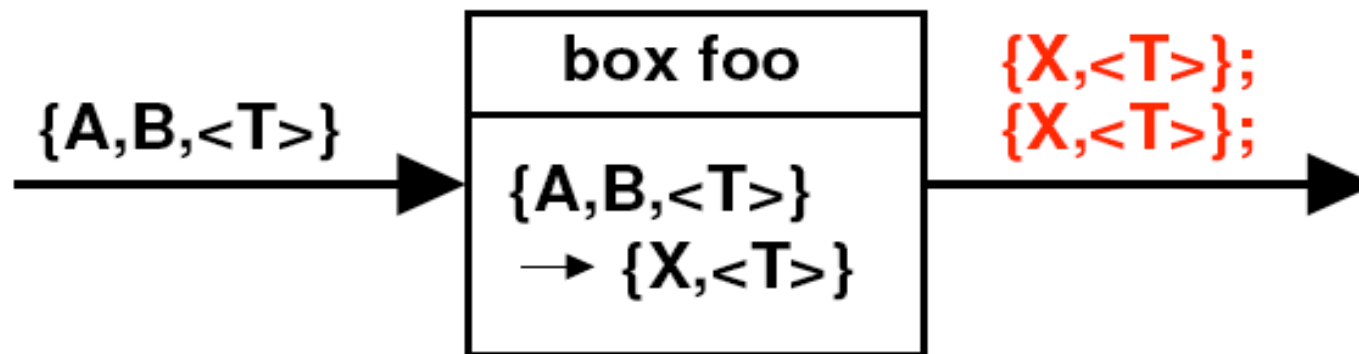 box foo
{A,B,<T>}
{A,B,<T>}
→ {X,<T>}
{X,<T>};
{X,<T>};